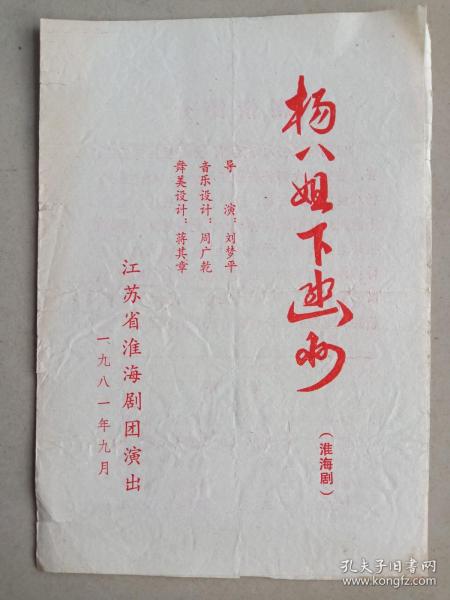 杨八姐下幽州
（淮海剧）
导演：刘梦平
音乐设计：周广乾
舞美设计：蒋其章
江苏省淮海剧团演出
一九八一年九月
孔夫子旧书网
www.kongfz.com